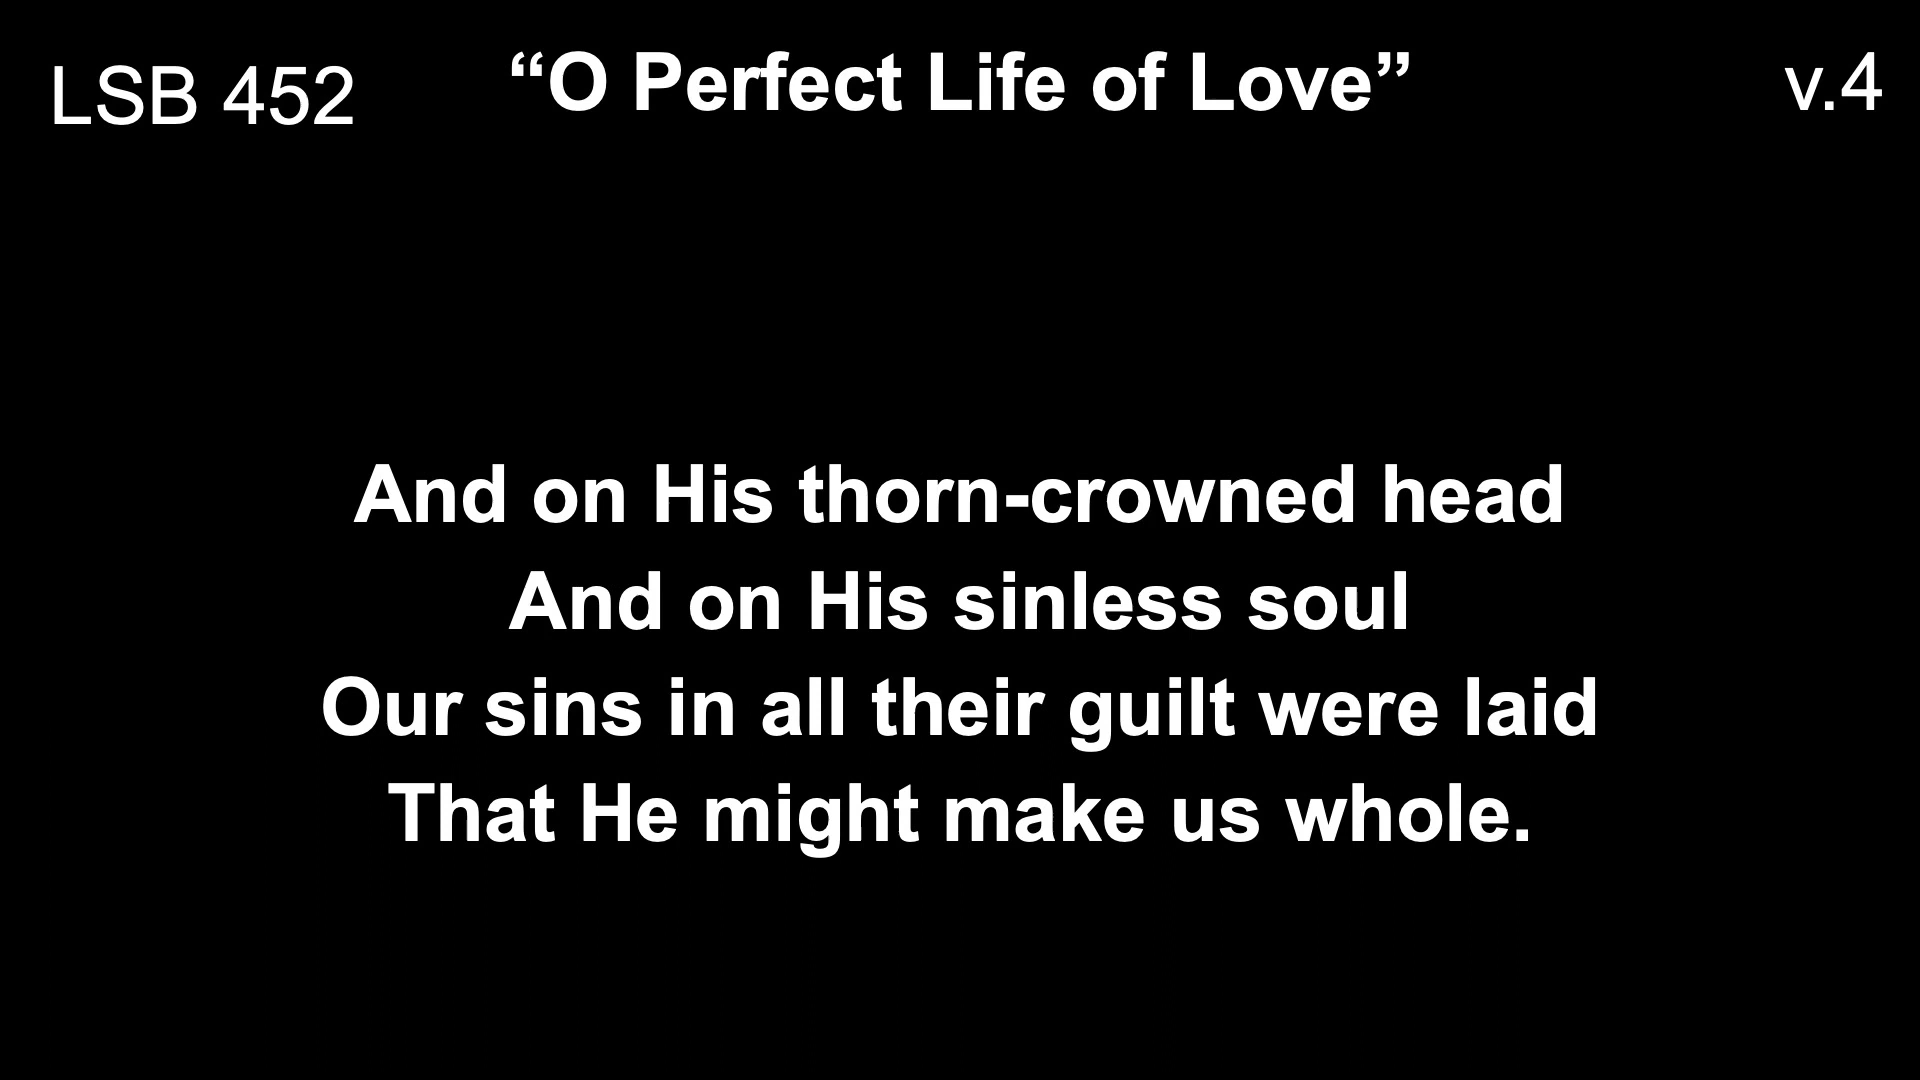 LSB 452
“O Perfect Life of Love”
v.4
And on His thorn-crowned head
And on His sinless soul
Our sins in all their guilt were laid
That He might make us whole.